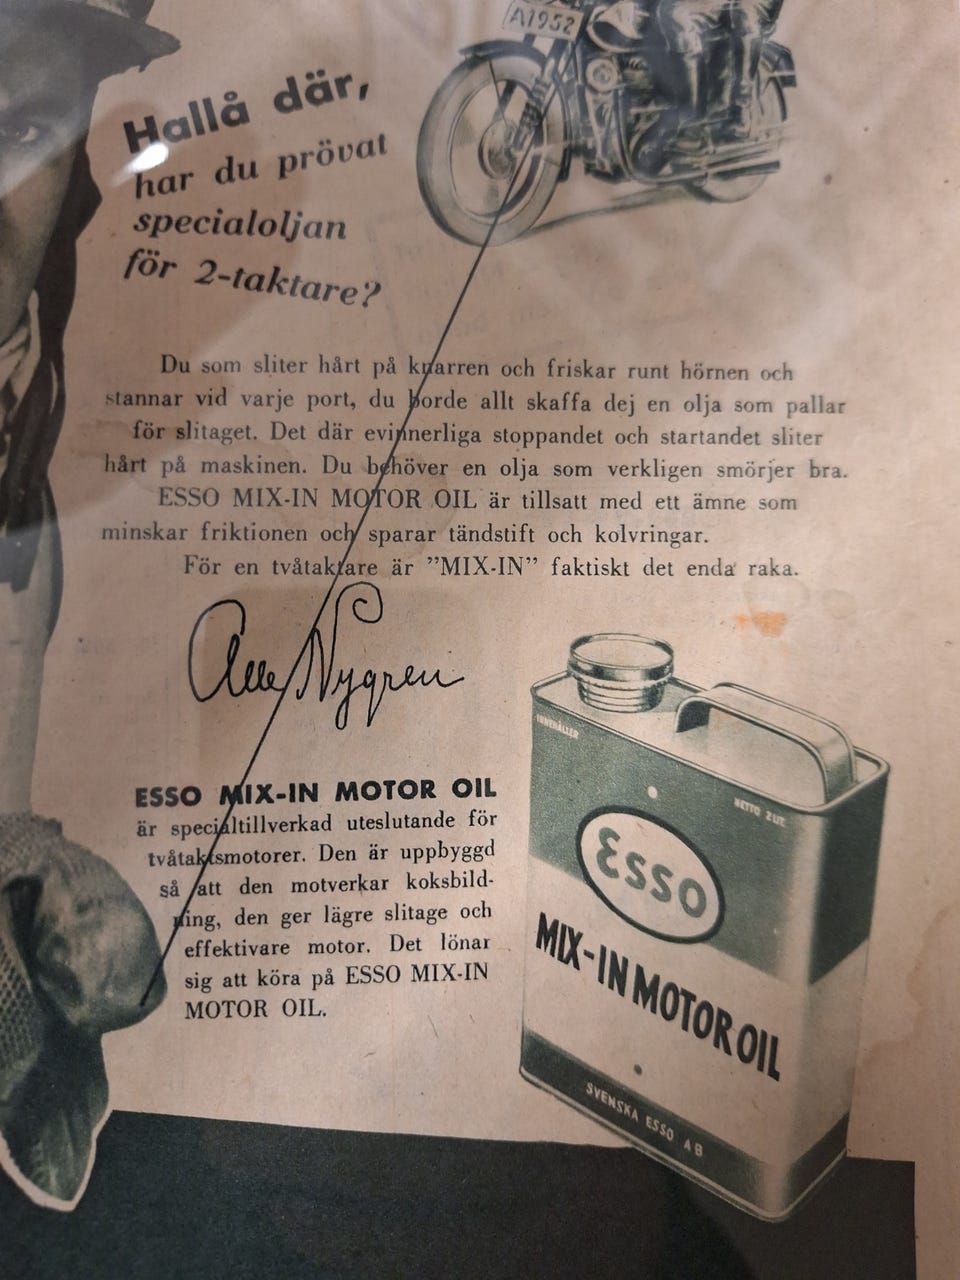 A1952
Hallå där,
har du prövat
specialoljan
för 2-taktare?
Du som sliter hårt på knarren och friskar runt hörnen och
stannar vid varje port, du borde allt skaffa dej en olja som pallar
för slitaget. Det där evinnerliga stoppandet och startandet sliter
hårt på maskinen. Du behöver en olja som verkligen smörjer bra.
ESSO MIX-IN MOTOR OIL är tillsatt med ett ämne som
minskar friktionen och sparar tändstift och kolvringar.
För en tvåtaktare är ”MIX-IN” faktiskt det enda raka.
Olle Nygren
INNEHÅLLER
NETTO 2 LIT.
ESSO MIX-IN MOTOR OIL
är specialtillverkad uteslutande för
tvåtaktsmotorer. Den är uppbyggd
så att den motverkar koksbild-
ning, den ger lägre slitage och
effektivare motor. Det lönar
sig att köra på ESSO MIX-IN
MOTOR OIL.
Esso
MIX-IN MOTOR OIL
SVENSKA ESSO AB